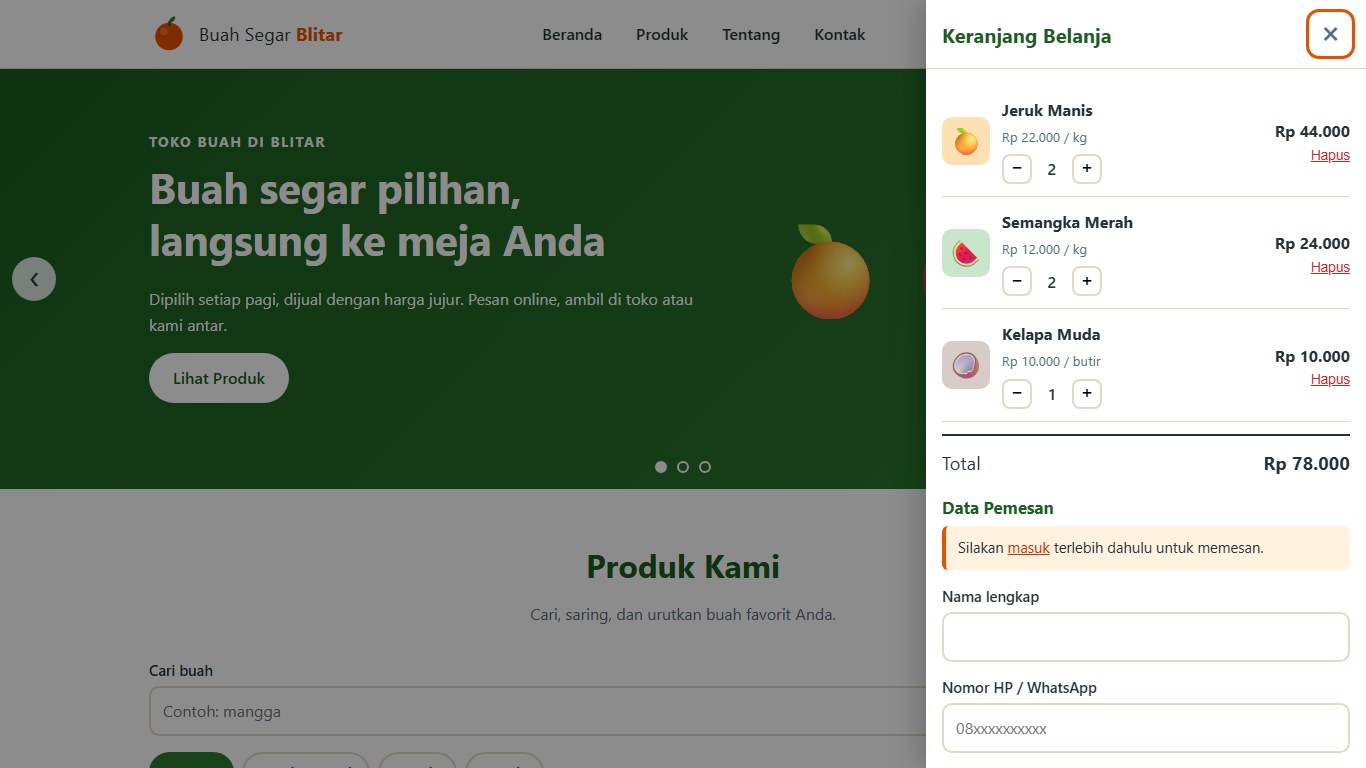 Buah Segar Blitar
Beranda Produk Tentang Kontak
TOKO BUAH DI BLITAR
Buah segar pilihan,
langsung ke meja Anda
Dipilih setiap pagi, dijual dengan harga jujur. Pesan online, ambil di toko atau
kami antar.
Lihat Produk
Produk Kami
Cari, saring, dan urutkan buah favorit Anda.
Cari buah
Contoh: mangga
Keranjang Belanja
Jeruk Manis
Rp 22.000 / kg
− 2 +
Rp 44.000
Hapus
Semangka Merah
Rp 12.000 / kg
− 2 +
Rp 24.000
Hapus
Kelapa Muda
Rp 10.000 / butir
− 1 +
Rp 10.000
Hapus
Total Rp 78.000
Data Pemesan
Silakan masuk terlebih dahulu untuk memesan.
Nama lengkap
Nomor HP / WhatsApp
08xxxxxxxxxx